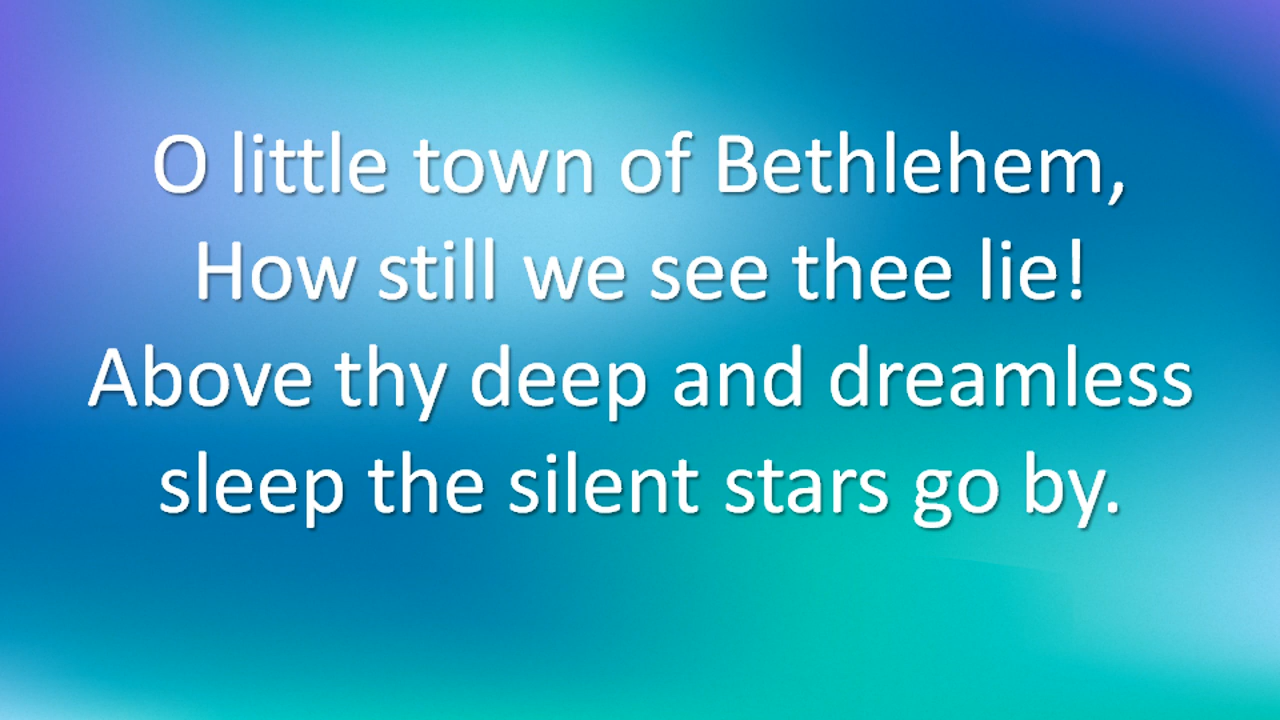 O little town of Bethlehem,
How still we see thee lie!
Above thy deep and dreamless
sleep the silent stars go by.